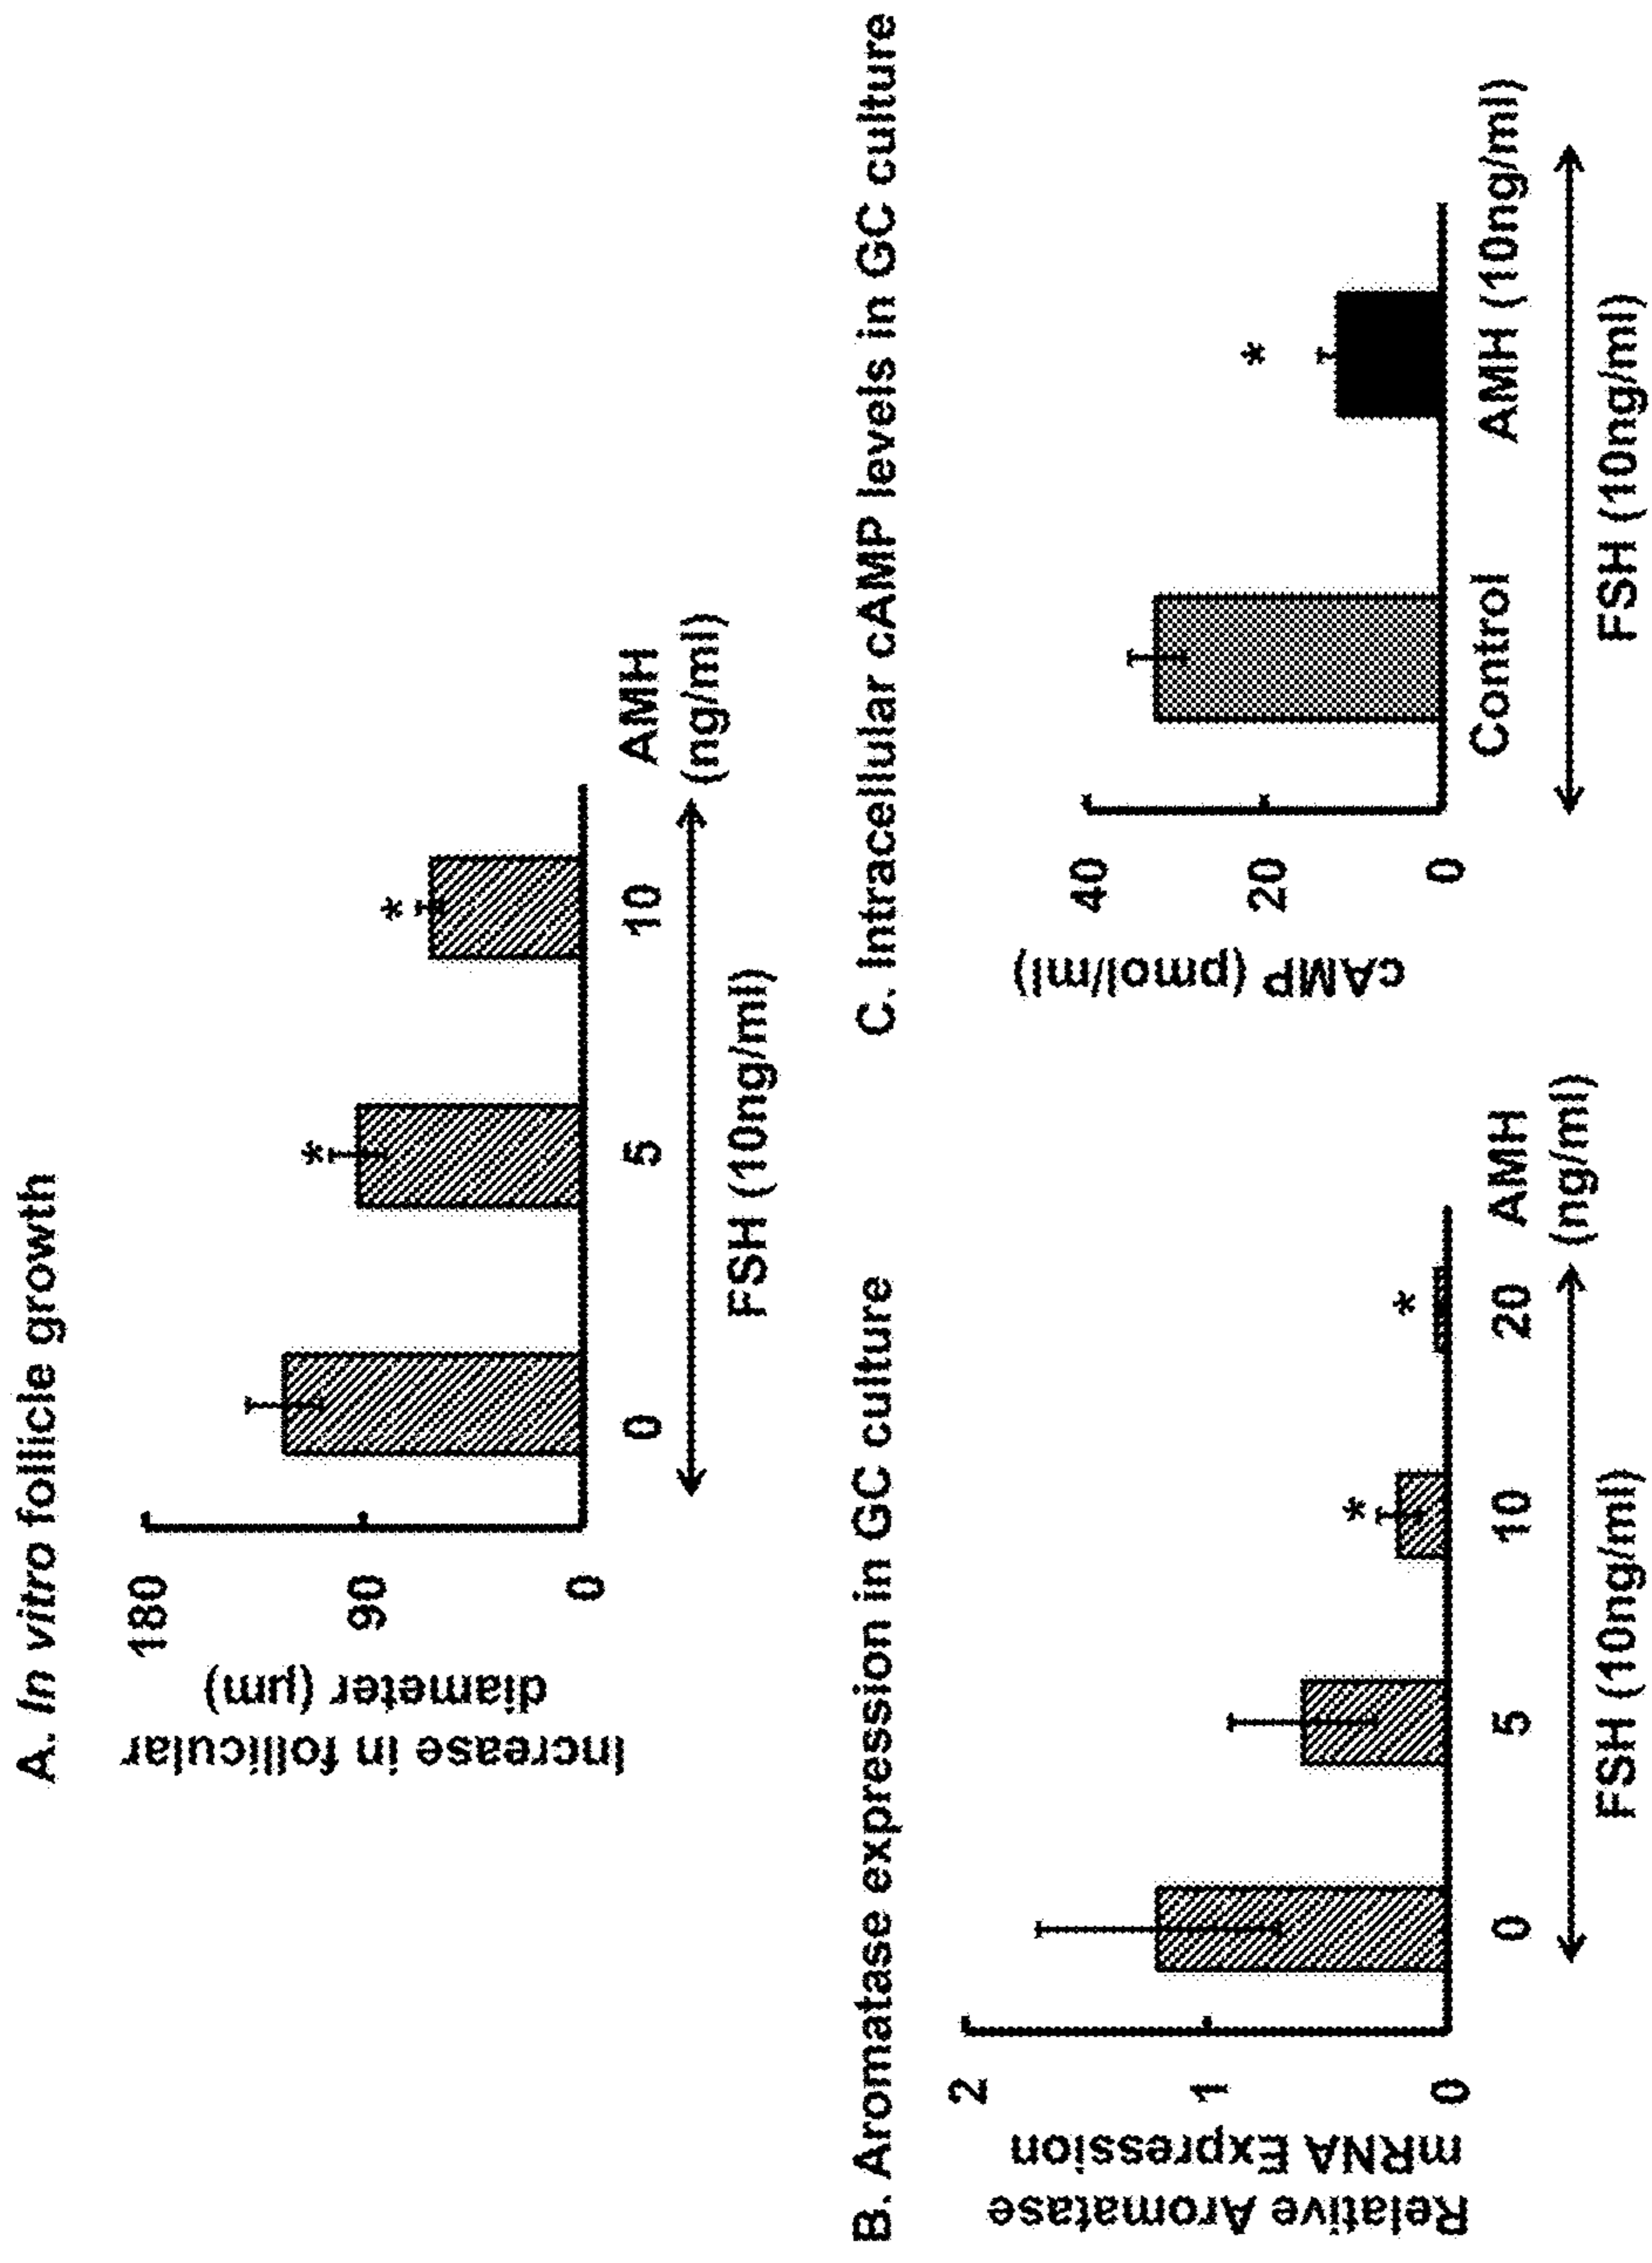 A. In vitro follicle growth
Increase in follicular
diameter (µm)
180
90
0
*
*
0
5
10
AMH
(ng/ml)
FSH (10ng/ml)
B. Aromatase expression in GC culture
Relative Aromatase
mRNA Expression
2
1
0
*
*
0
5
10
20
AMH
(ng/ml)
FSH (10ng/ml)
C. Intracellular cAMP levels in GC culture
cAMP (pmol/ml)
40
20
0
*
Control
AMH (10ng/ml)
FSH (10ng/ml)